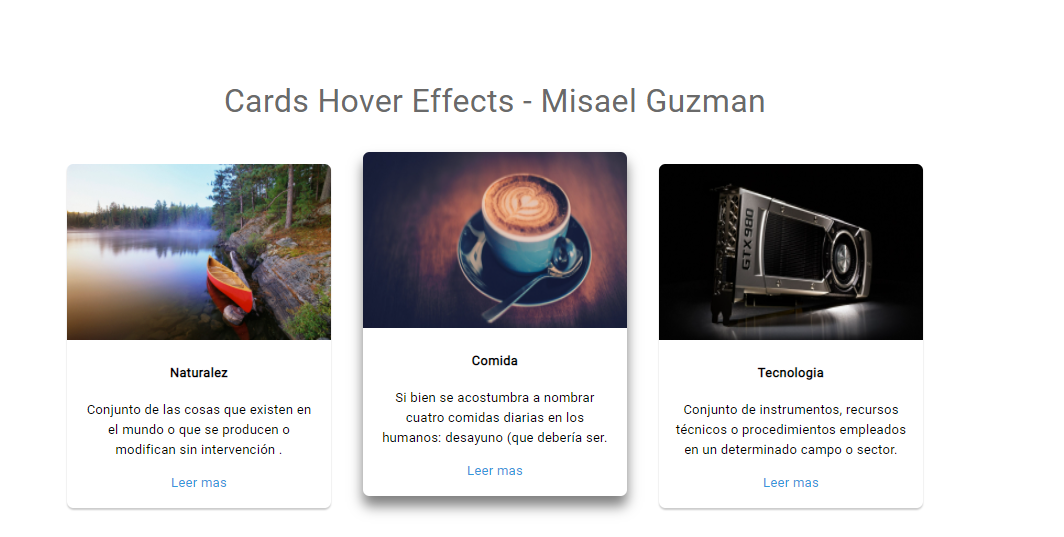 Cards Hover Effects - Misael Guzman
GTX 980
Naturalez
Conjunto de las cosas que existen en
el mundo o que se producen o
modifican sin intervención .
Leer mas
Comida
Si bien se acostumbra a nombrar
cuatro comidas diarias en los
humanos: desayuno (que debería ser.
Leer mas
Tecnologia
Conjunto de instrumentos, recursos
técnicos o procedimientos empleados
en un determinado campo o sector.
Leer mas